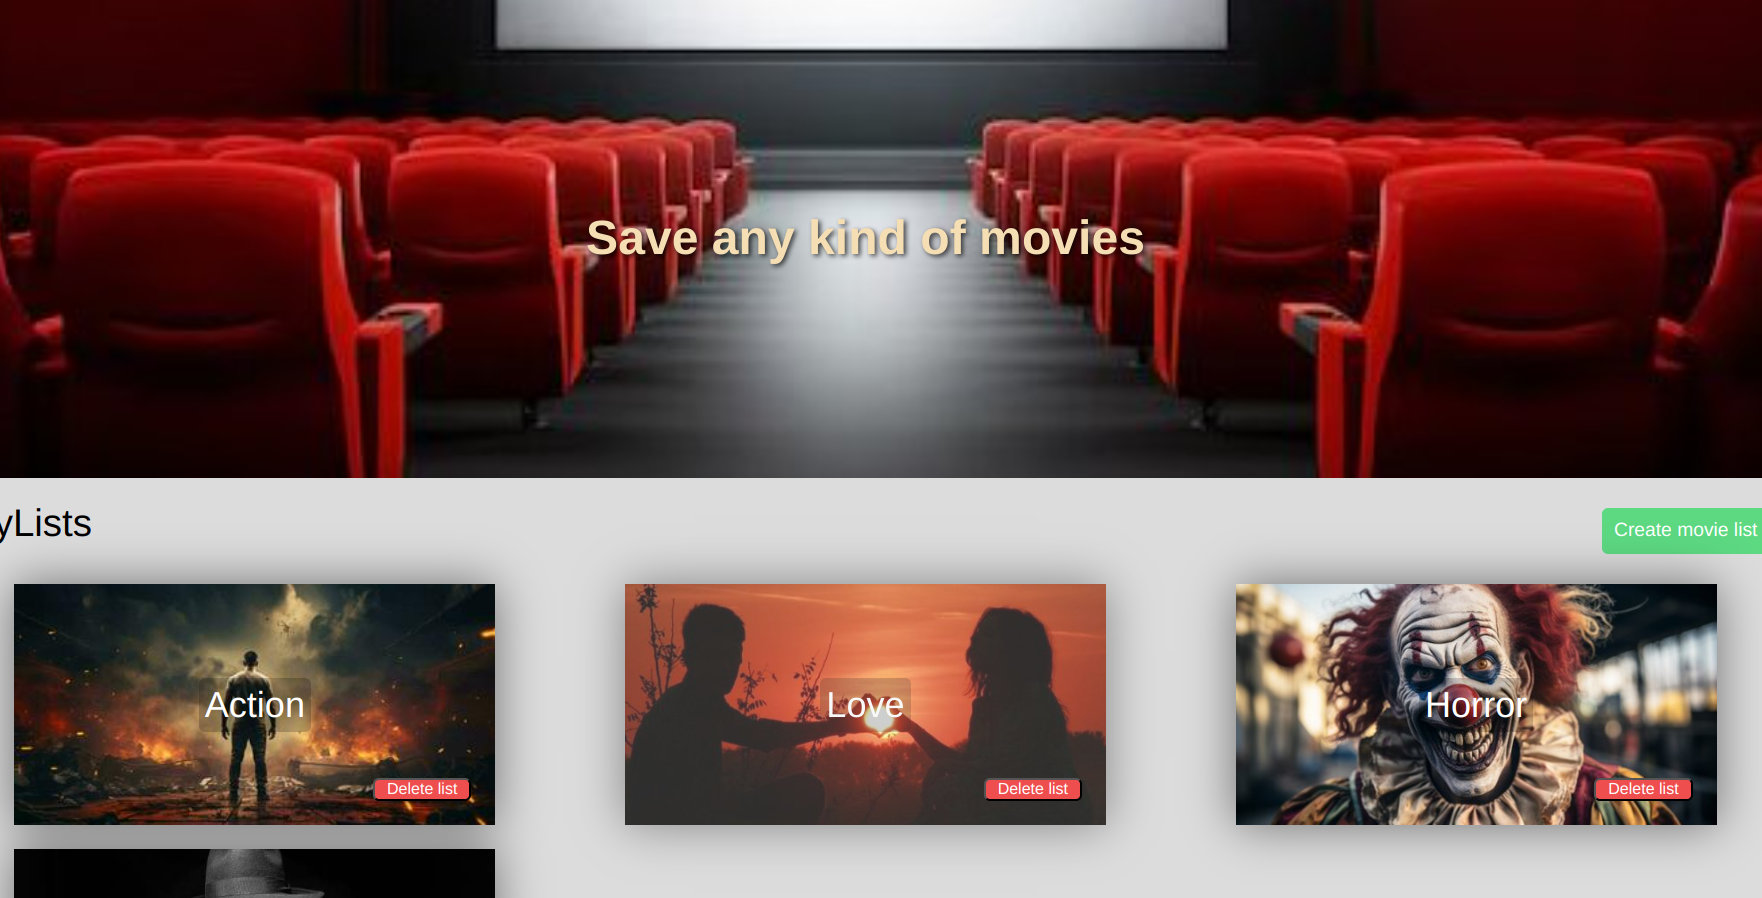 Save any kind of movies
yLists
Create movie list
Action
Delete list
Love
Delete list
Horror
Delete list